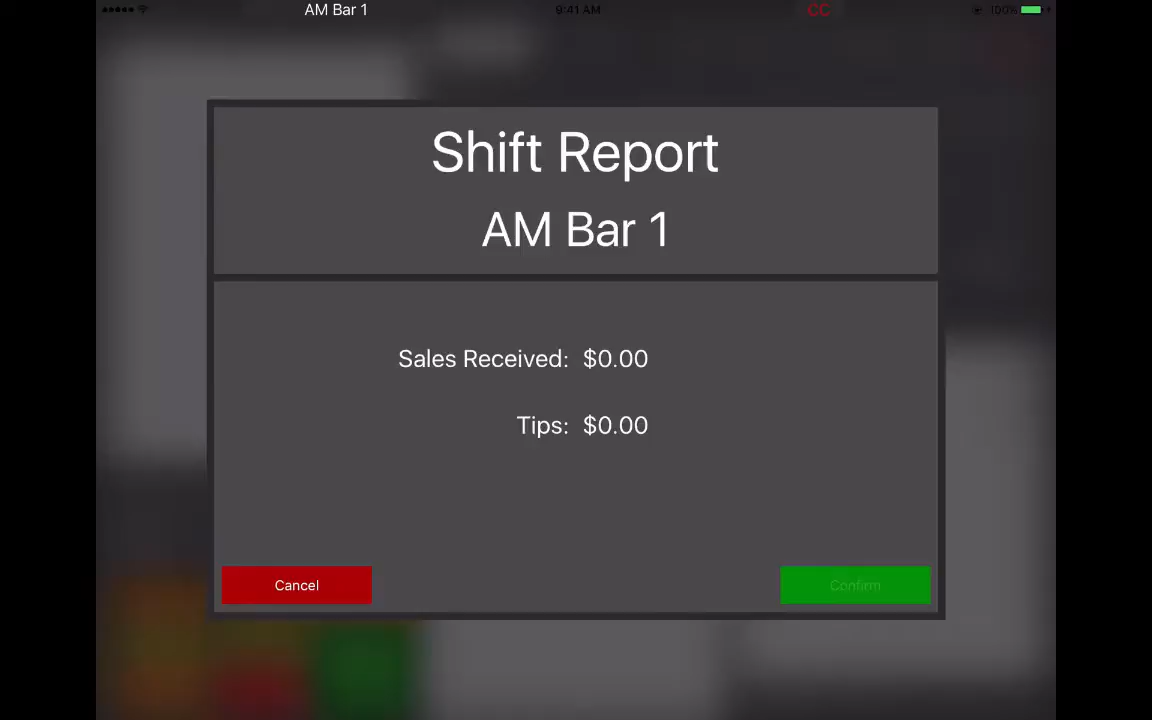 AM Bar 1 9:41 AM CC 100%
Shift Report
AM Bar 1
Sales Received: $0.00
Tips: $0.00
Cancel Confirm